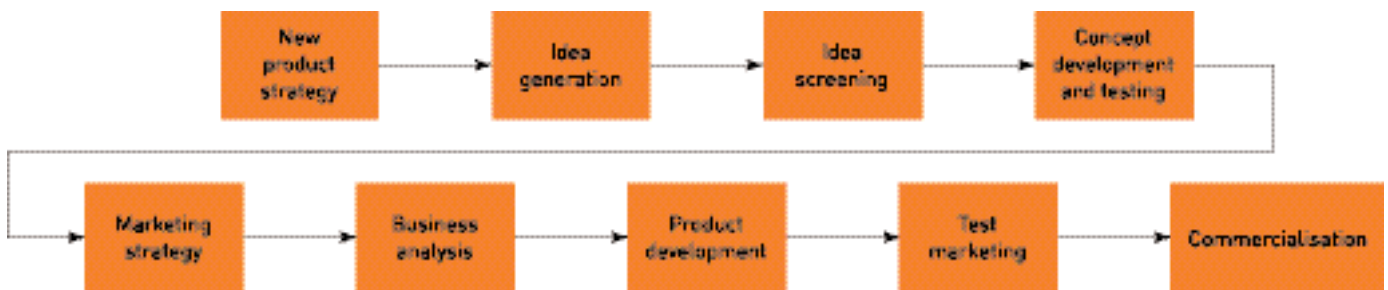 New
product
strategy
Idea
generation
Idea
screening
Concept
development
and testing
Marketing
strategy
Business
analysis
Product
development
Test
marketing
Commercialisation